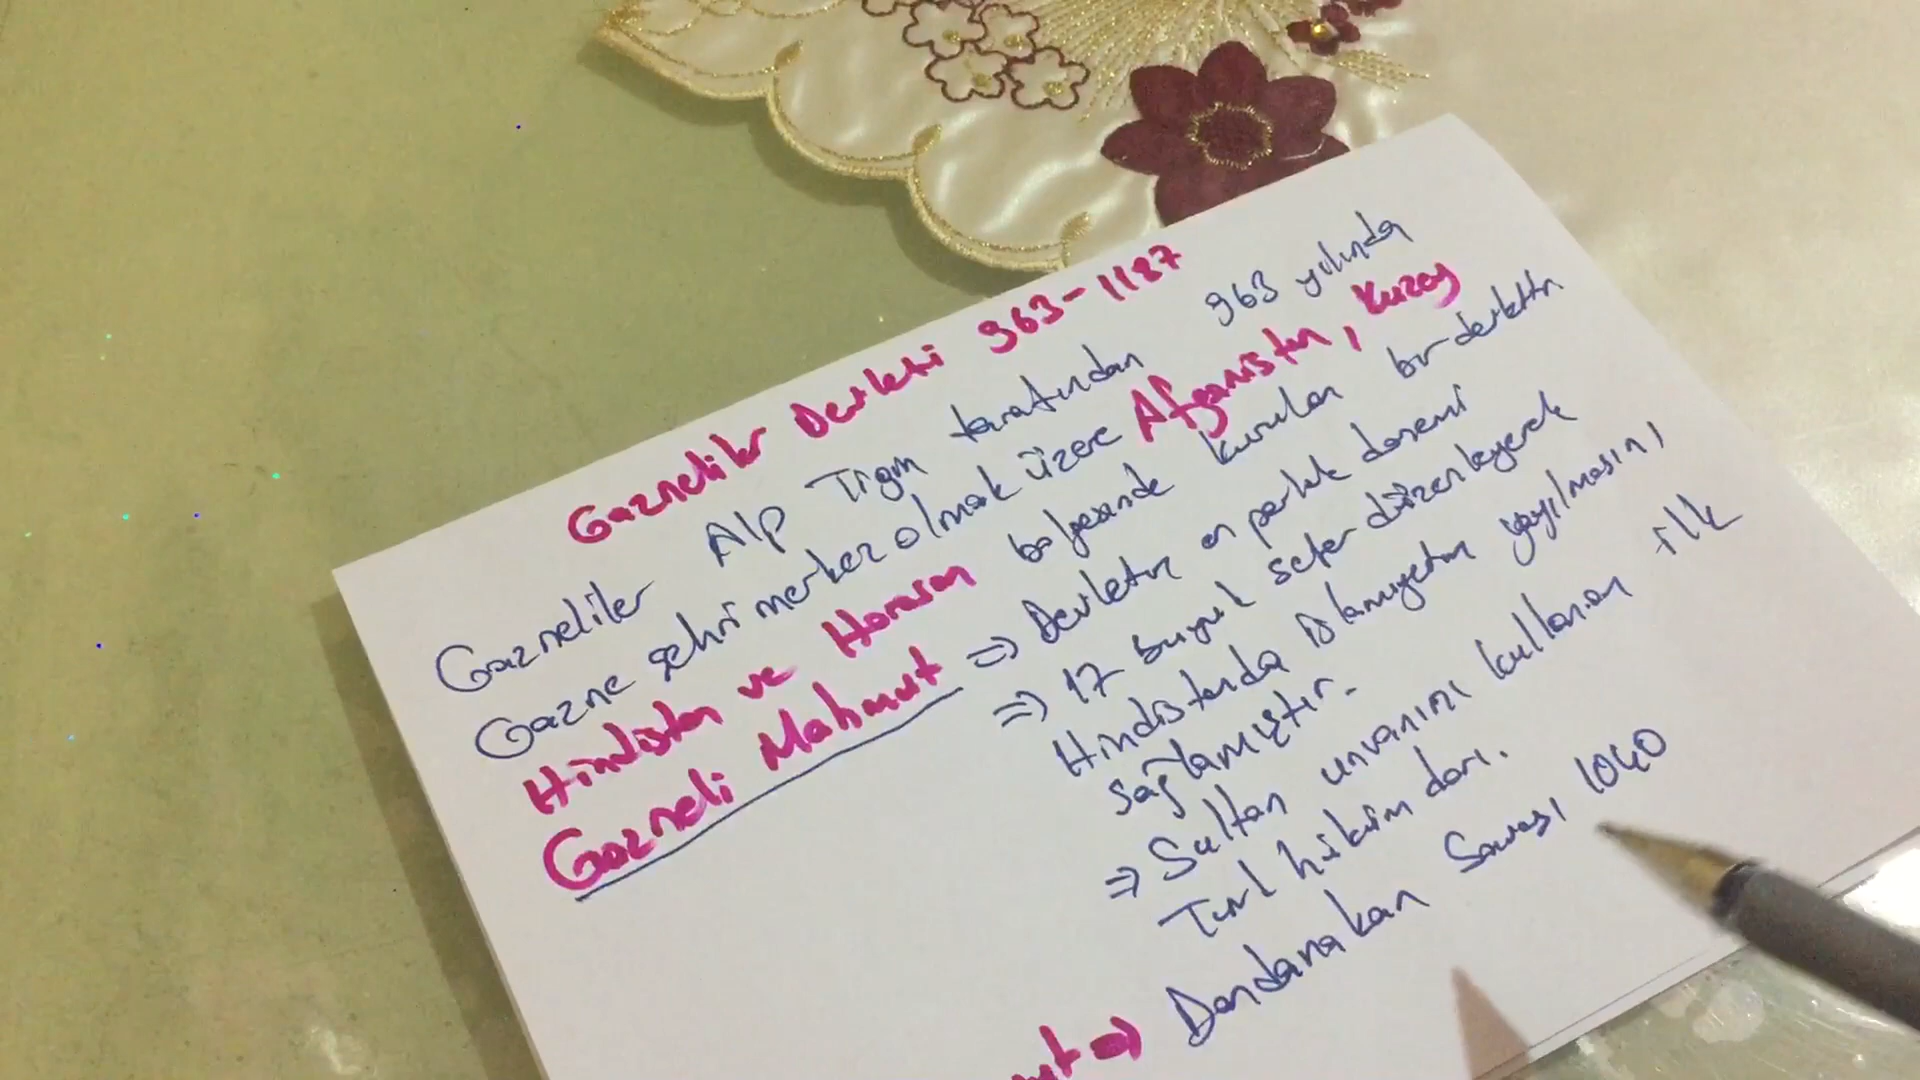 Gazneliler Devleti 963-1187
Gazneliler Alp Tigin tarafından 963 yılında
Gazne şehri merkez olmak üzere Afganistan, Kuzey
Hindistan ve Horasan bölgesinde kurulan bir devlettir
Gazneli Mahmut => Devletin en parlak dönemi
=> 17 büyük sefer düzenleyerek
Hindistanda İslamiyetin yayılmasını
sağlamıştır.
=> Sultan unvanını kullanan ilk
Türk hükümdarı.
=> Dandanakan Savaşı 1040